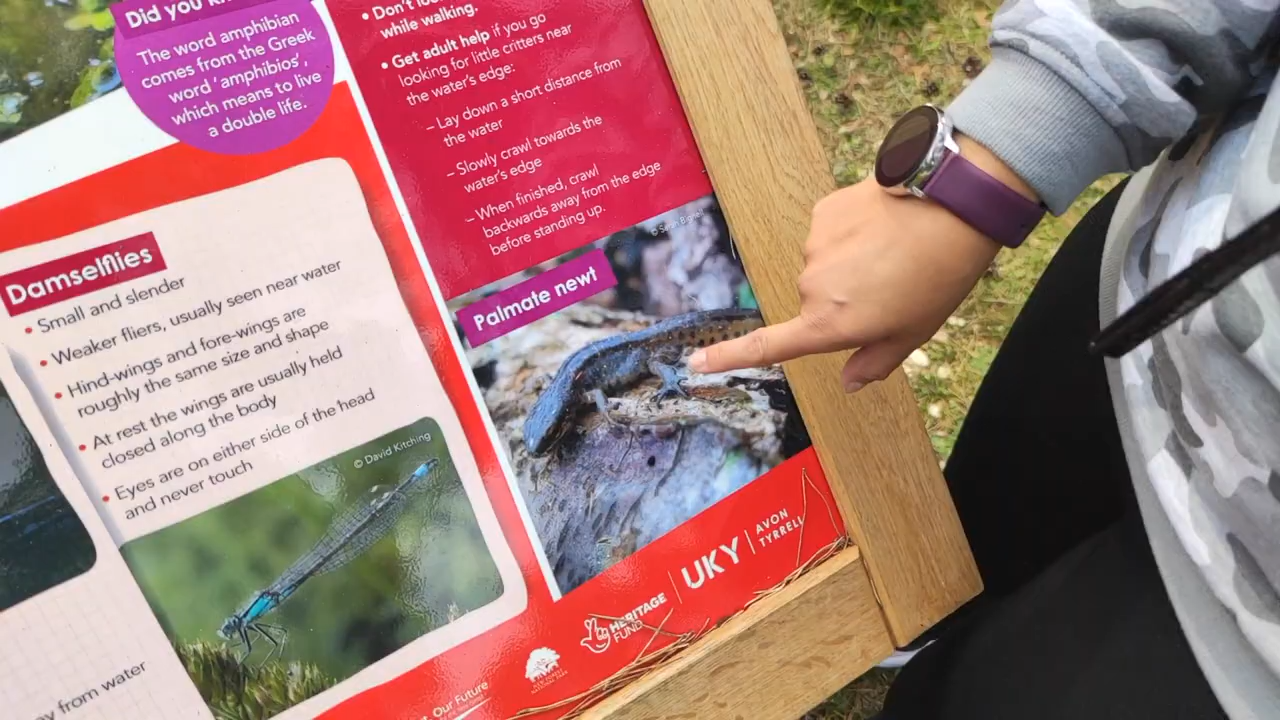 Did you
The word amphibian
comes from the Greek
word 'amphibios',
which means to live
a double life.
• Don't
while walking.
• Get adult help if you go
looking for little critters near
the water's edge:
– Lay down a short distance from
the water
– Slowly crawl towards the
water's edge
– When finished, crawl
backwards away from the edge
before standing up.
Damselflies
• Small and slender
• Weaker fliers, usually seen near water
• Hind-wings and fore-wings are
roughly the same size and shape
• At rest the wings are usually held
closed along the body
• Eyes are on either side of the head
and never touch
© David Kitching
Palmate newt
from water
Our Future
HERITAGE
FUND
UKY
AVON
TYRRELL